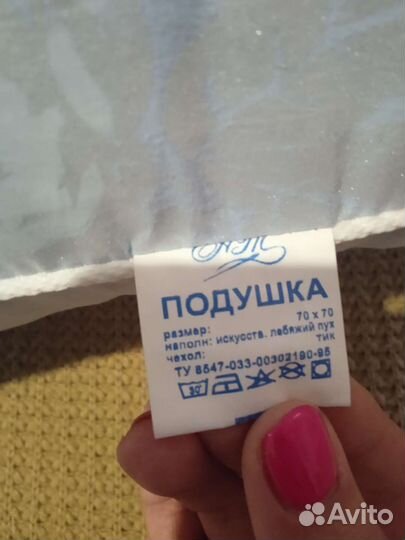 ПОДУШКА
размер: 70 x 70
наполн: искусств. лебяжий пух
чехол: тик
ТУ 8547-033-00302190-95
30°
Avito